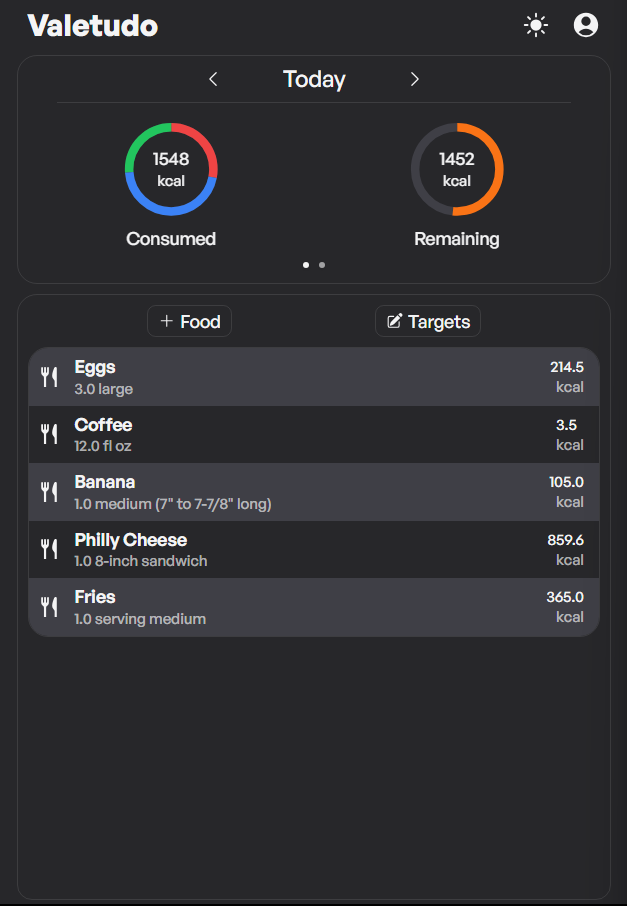 Valetudo
Today
1548
kcal
Consumed
1452
kcal
Remaining
Food
Targets
Eggs
214.5
3.0 large
kcal
Coffee
3.5
12.0 fl oz
kcal
Banana
105.0
1.0 medium (7" to 7-7/8" long)
kcal
Philly Cheese
859.6
1.0 8-inch sandwich
kcal
Fries
365.0
1.0 serving medium
kcal